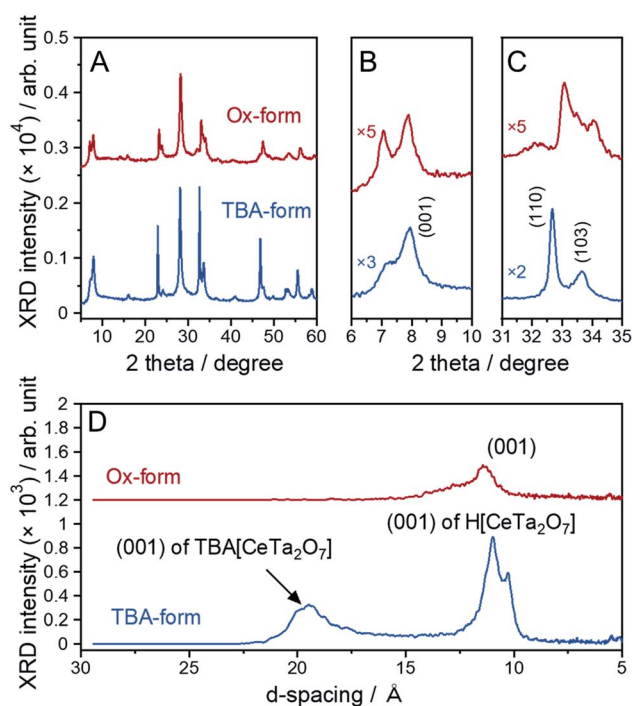 A
B
C
XRD intensity (× 10⁴) / arb. unit
0.5
0.4
0.3
0.2
0.1
0
Ox-form
TBA-form
5 10 20 30 40 50 60
2 theta / degree
×5
×3
(001)
6 7 8 9 10
2 theta / degree
×5
×2
(110)
(103)
31 32 33 34 35
2 theta / degree
D
XRD intensity (× 10³) / arb. unit
2
1.8
1.6
1.4
1.2
1
0.8
0.6
0.4
0.2
0
Ox-form
(001)
(001) of H[CeTa₂O₇]
(001) of TBA[CeTa₂O₇]
TBA-form
30 25 20 15 10 5
d-spacing / Å